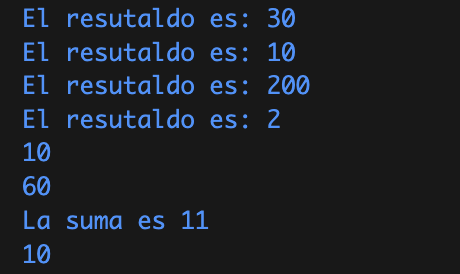 El resutaldo es: 30
El resutaldo es: 10
El resutaldo es: 200
El resutaldo es: 2
10
60
La suma es 11
10